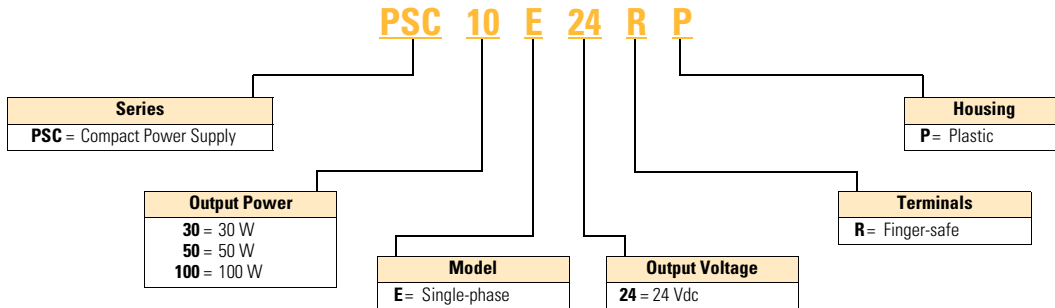 PSC 10 E 24 R P
Series
PSC = Compact Power Supply
Housing
P = Plastic
Output Power
30 = 30 W
50 = 50 W
100 = 100 W
Terminals
R = Finger-safe
Model
E = Single-phase
Output Voltage
24 = 24 Vdc